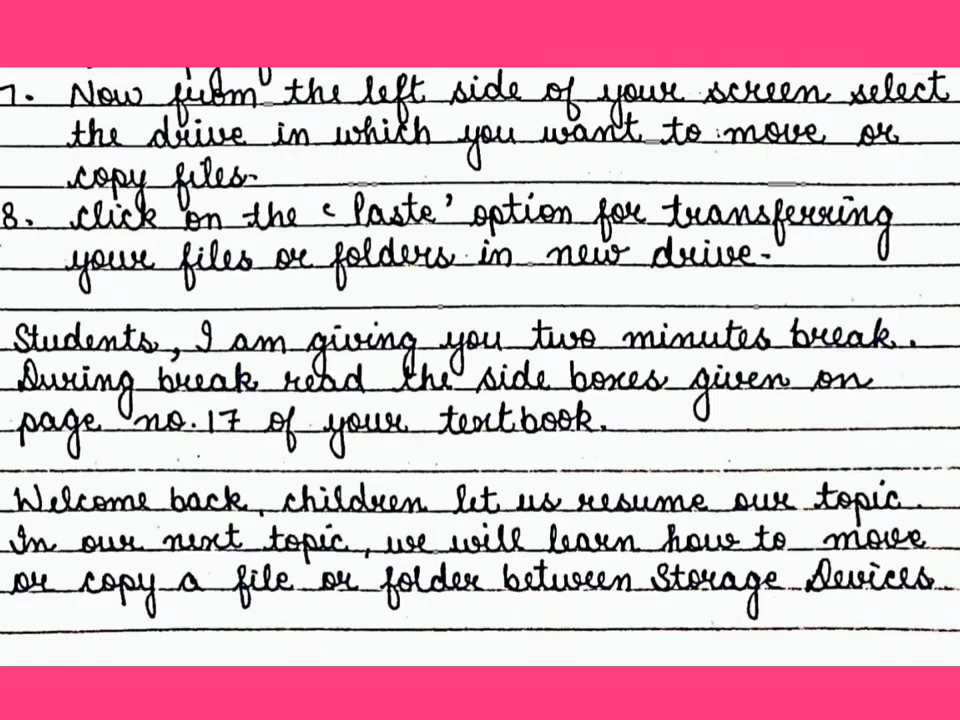 7. Now from the left side of your screen select
the drive in which you want to move or
copy files.
8. Click on the ‘Paste’ option for transferring
your files or folders in new drive.
Students, I am giving you two minutes break.
During break read the side boxes given on
page no. 17 of your textbook.
Welcome back, children let us resume our topic.
In our next topic, we will learn how to move
or copy a file or folder between Storage Devices